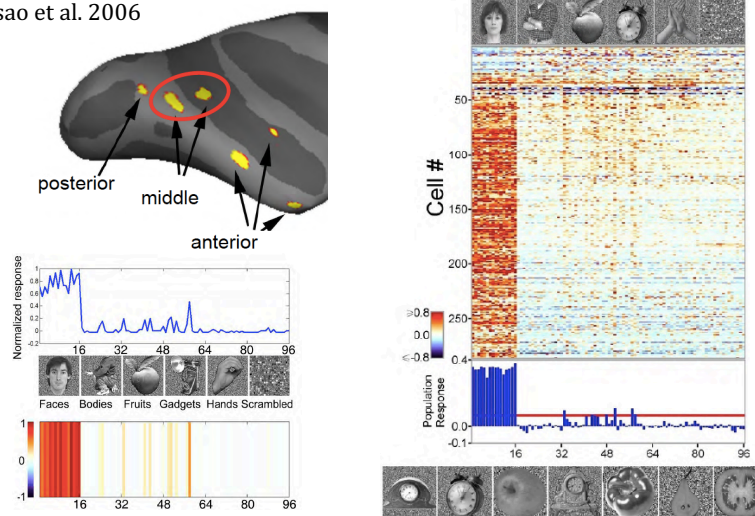 sao et al. 2006
posterior
middle
anterior
Normalized response
1
0.8
0.6
0.4
0.2
0
-0.2
16 32 48 64 80 96
Faces Bodies Fruits Gadgets Hands Scrambled
1
0
-1
16 32 48 64 80 96
Cell #
50
100
150
200
250
0.8
0.0
-0.8
Population
Response
0.4
0.0
-0.1
16 32 48 64 80 96